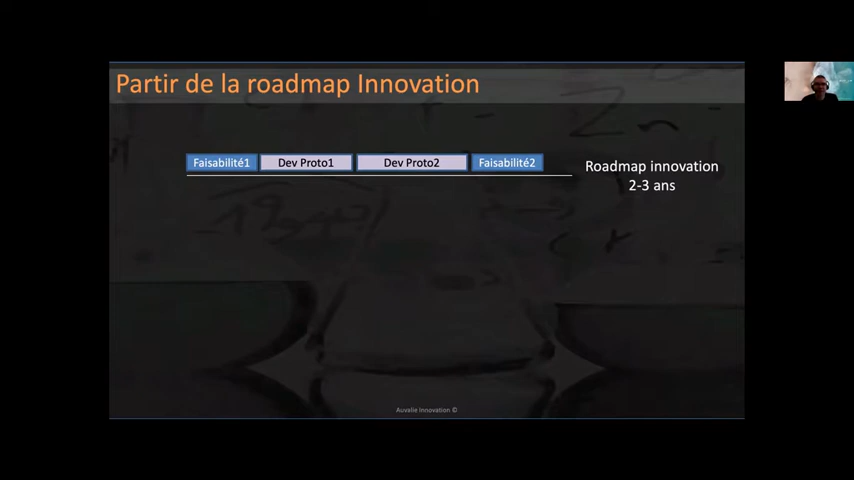 Partir de la roadmap Innovation
Faisabilité1 Dev Proto1 Dev Proto2 Faisabilité2
Roadmap innovation
2-3 ans
Auvalie Innovation ©